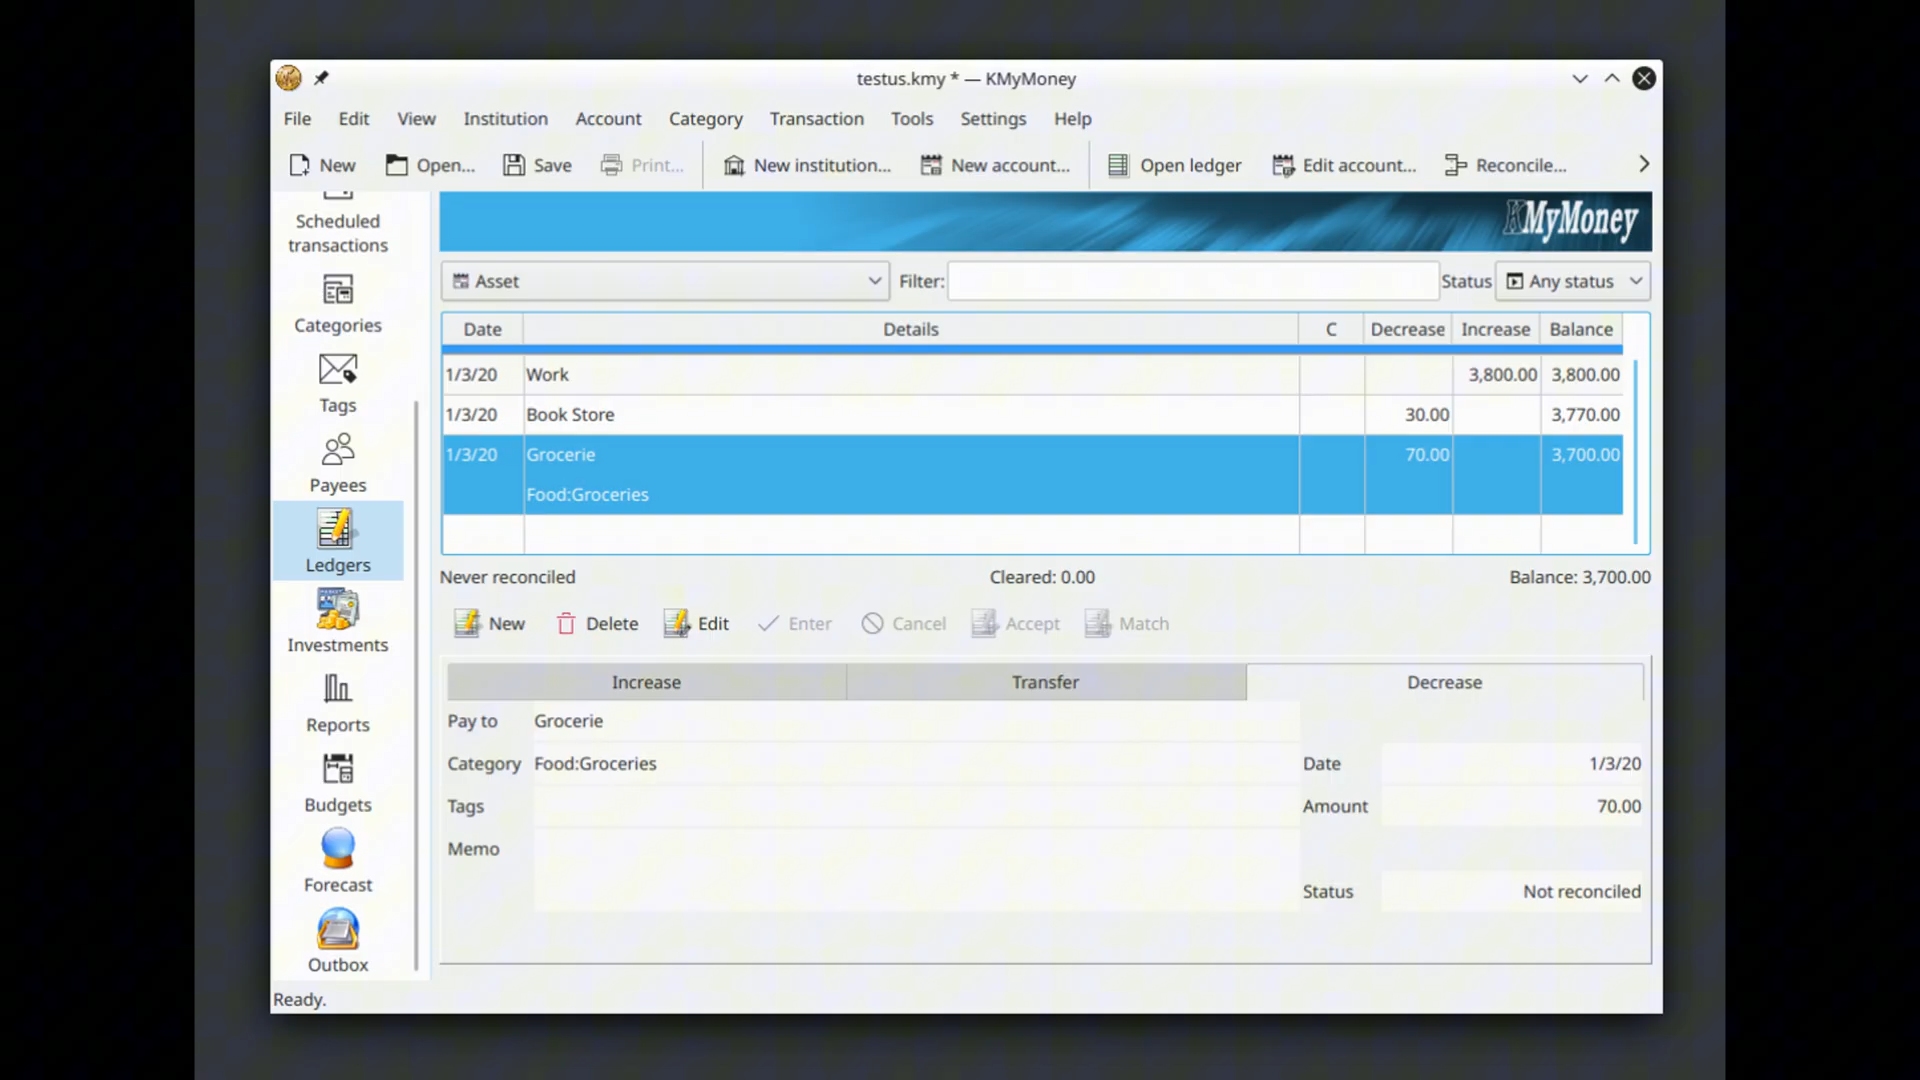 testus.kmy * — KMyMoney
File Edit View Institution Account Category Transaction Tools Settings Help
New Open... Save Print... New institution... New account... Open ledger Edit account... Reconcile...
Scheduled
transactions
Categories
Tags
Payees
Ledgers
Investments
Reports
Budgets
Forecast
Outbox
KMyMoney
Asset Filter: Status Any status
Date Details C Decrease Increase Balance
1/3/20 Work 3,800.00 3,800.00
1/3/20 Book Store 30.00 3,770.00
1/3/20 Grocerie 70.00 3,700.00
Food:Groceries
Never reconciled Cleared: 0.00 Balance: 3,700.00
New Delete Edit Enter Cancel Accept Match
Increase Transfer Decrease
Pay to Grocerie
Category Food:Groceries Date 1/3/20
Tags Amount 70.00
Memo
Status Not reconciled
Ready.